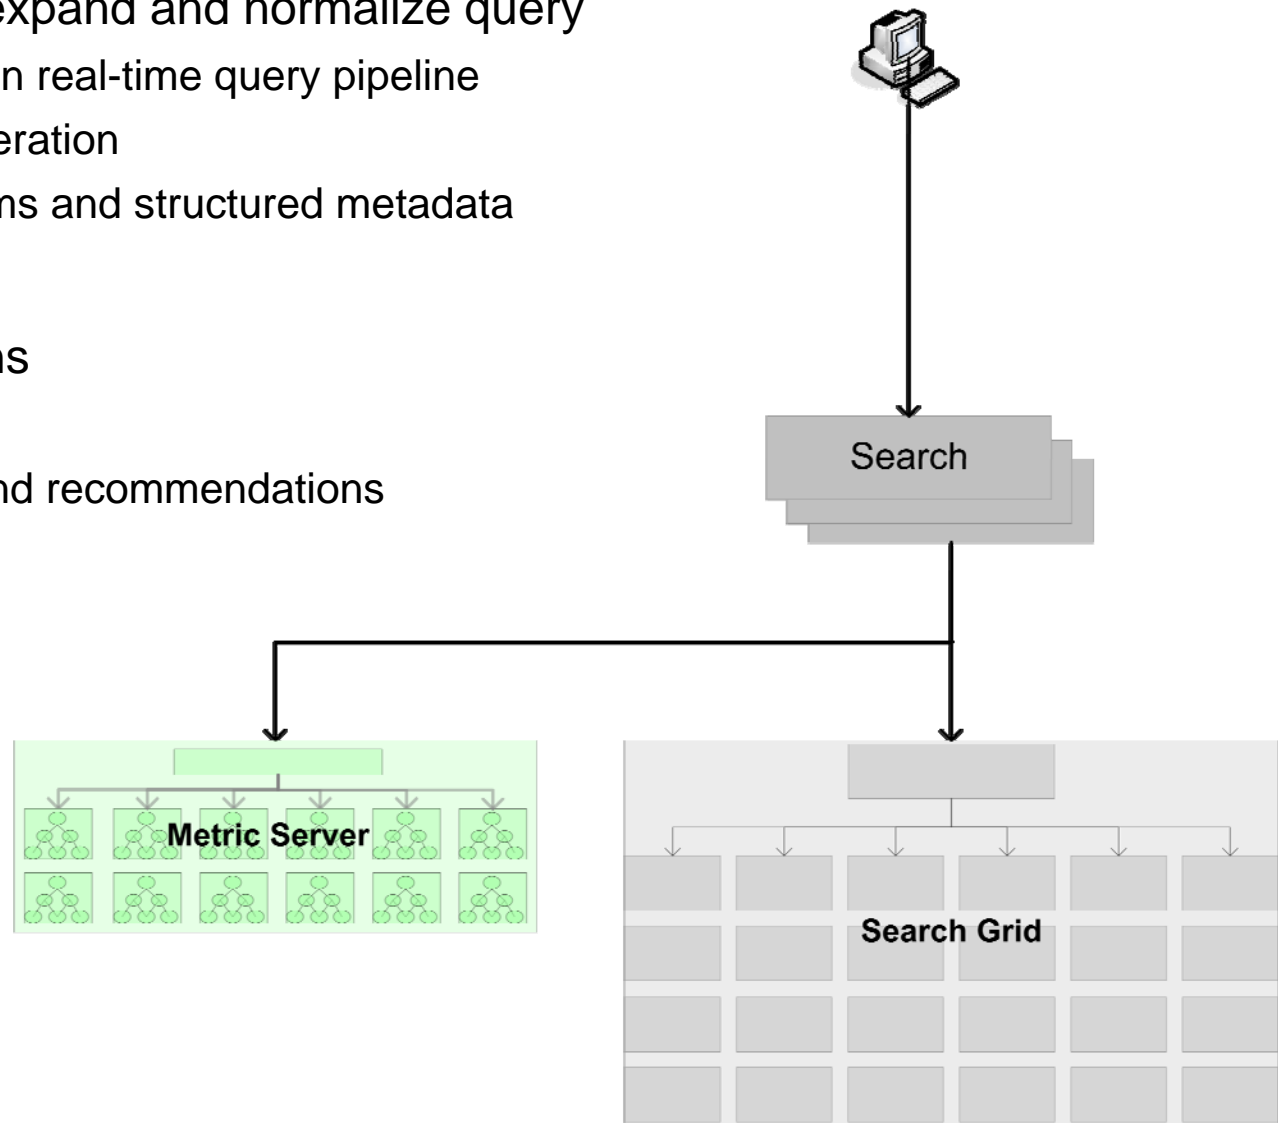 expand and normalize query
n real-time query pipeline
eration
ms and structured metadata
ns
nd recommendations
Search
Metric Server
Search Grid